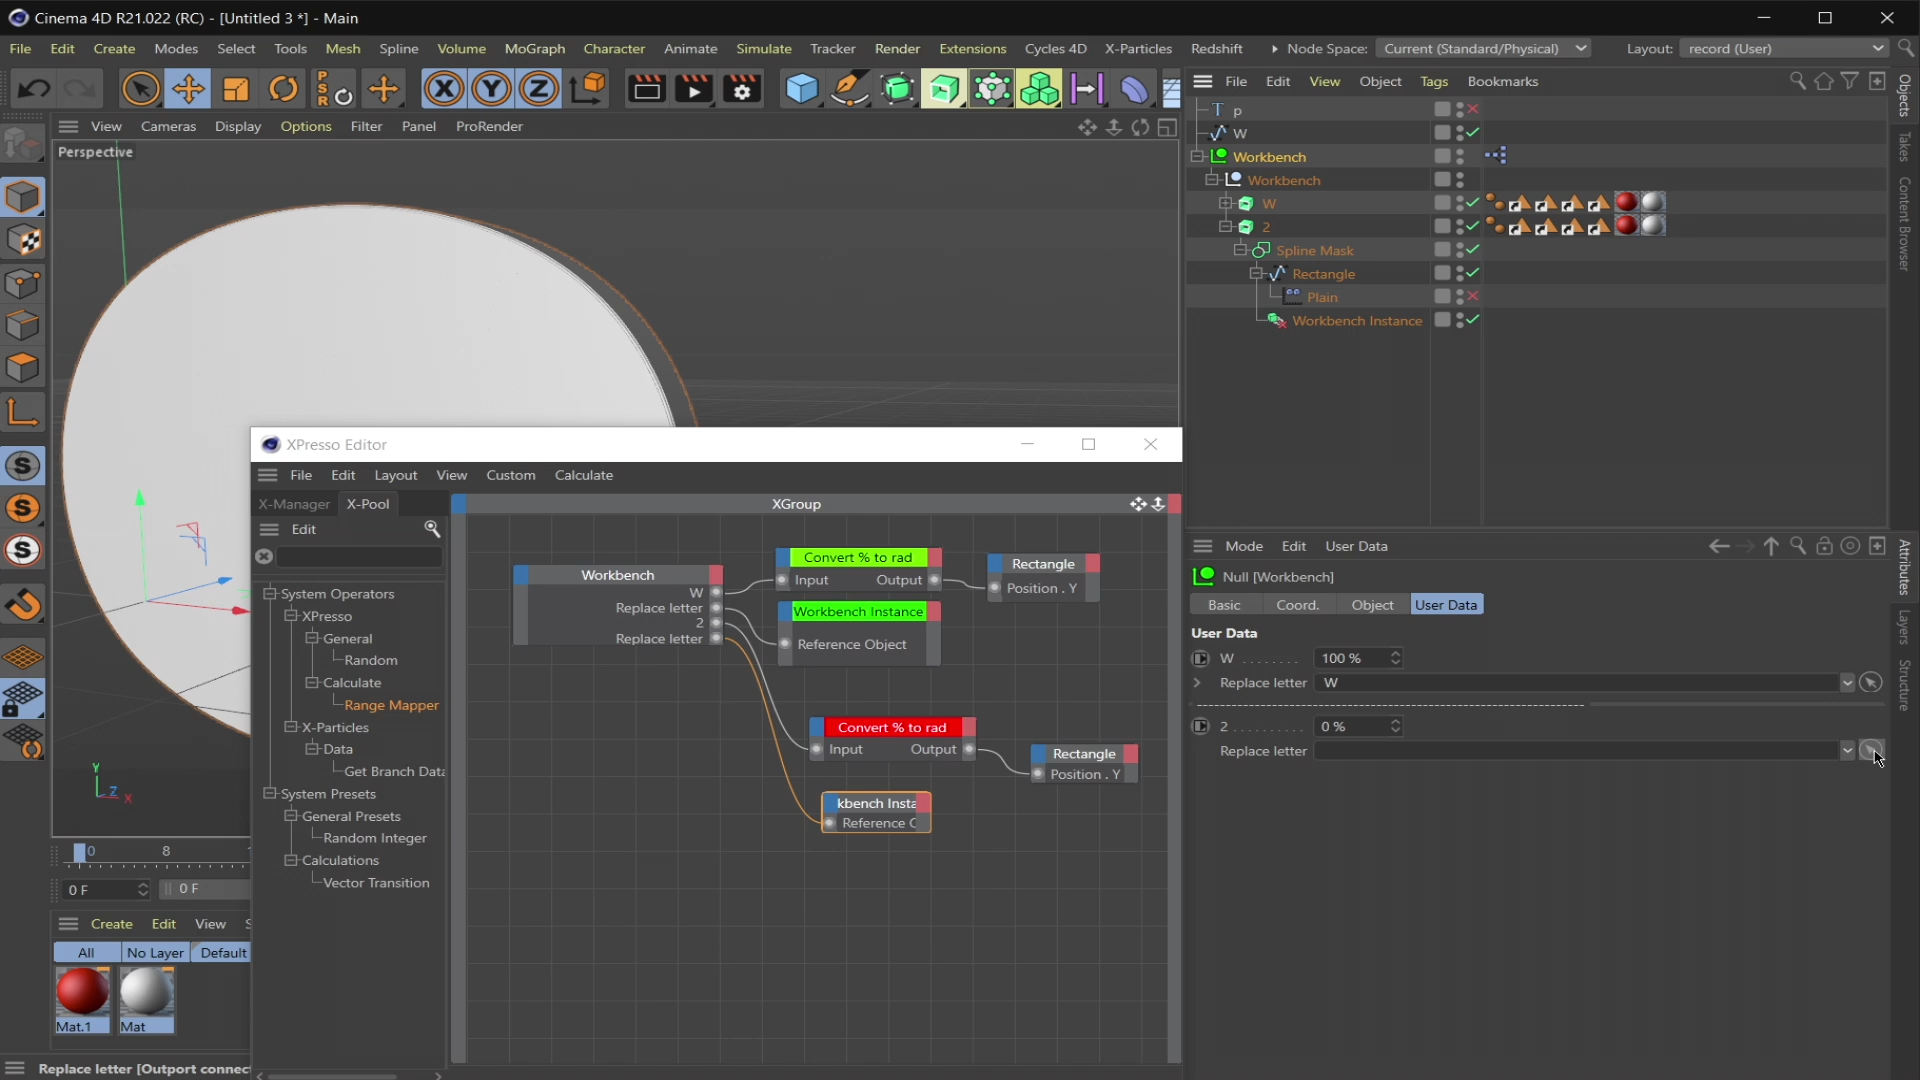 Cinema 4D R21.022 (RC) - [Untitled 3 *] - Main
File Edit Create Modes Select Tools Mesh Spline Volume MoGraph Character Animate Simulate Tracker Render Extensions Cycles 4D X-Particles Redshift Node Space: Current (Standard/Physical) Layout: record (User)
P
S
R
X Y Z
File Edit View Object Tags Bookmarks
View Cameras Display Options Filter Panel ProRender
Perspective
p
W
Workbench
Workbench
W
2
Spline Mask
Rectangle
Plain
Workbench Instance
Objects
Takes
Content Browser
XPresso Editor
File Edit Layout View Custom Calculate
X-Manager X-Pool
Edit
System Operators
XPresso
General
Random
Calculate
Range Mapper
X-Particles
Data
Get Branch Data
System Presets
General Presets
Random Integer
Calculations
Vector Transition
XGroup
Workbench
W
Replace letter
2
Replace letter
Convert % to rad
Input Output
Rectangle
Position . Y
Workbench Instance
Reference Object
Convert % to rad
Input Output
Rectangle
Position . Y
kbench Insta
Reference C
Mode Edit User Data
Null [Workbench]
Basic Coord. Object User Data
User Data
W . . . . . . . . 100 %
Replace letter W
2 . . . . . . . . . . 0 %
Replace letter
Attributes
Layers
Structure
Y
Z
X
0 8
0 F 0 F
Create Edit View S
All No Layer Default
Mat.1 Mat
Replace letter [Outport connec